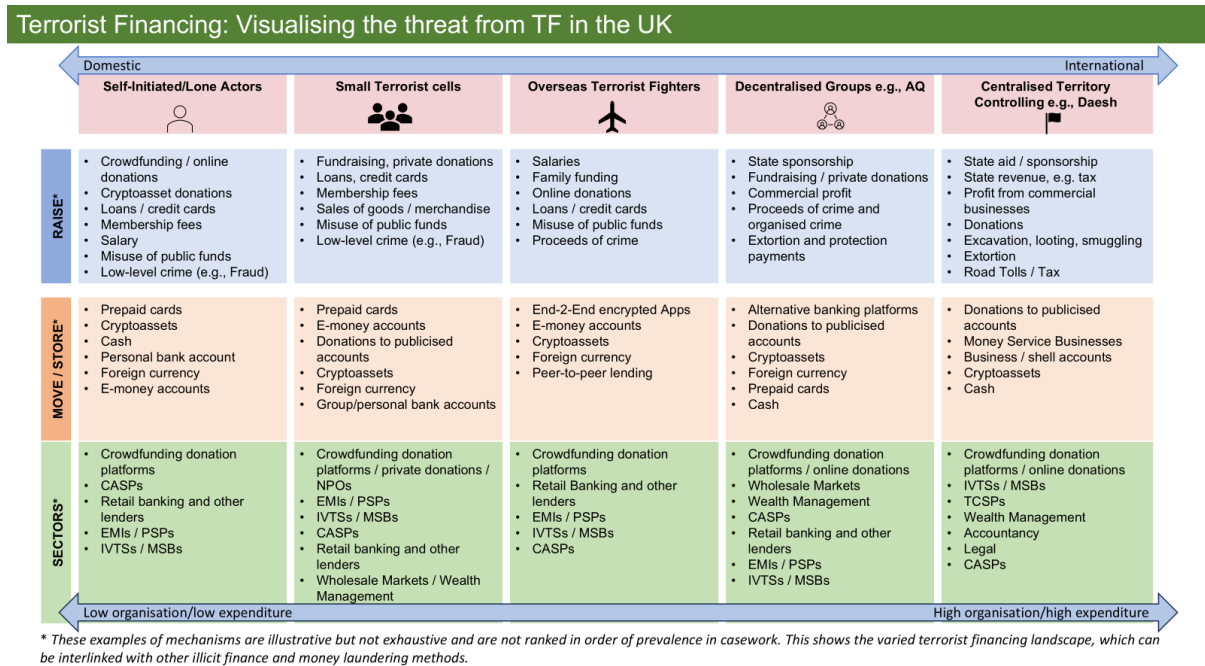 Terrorist Financing: Visualising the threat from TF in the UK
Domestic
International
Self-Initiated/Lone Actors
Small Terrorist cells
Overseas Terrorist Fighters
Decentralised Groups e.g., AQ
Centralised Territory
Controlling e.g., Daesh
RAISE*
• Crowdfunding / online
donations
• Cryptoasset donations
• Loans / credit cards
• Membership fees
• Salary
• Misuse of public funds
• Low-level crime (e.g., Fraud)
• Fundraising, private donations
• Loans, credit cards
• Membership fees
• Sales of goods / merchandise
• Misuse of public funds
• Low-level crime (e.g., Fraud)
• Salaries
• Family funding
• Online donations
• Loans / credit cards
• Misuse of public funds
• Proceeds of crime
• State sponsorship
• Fundraising / private donations
• Commercial profit
• Proceeds of crime and
organised crime
• Extortion and protection
payments
• State aid / sponsorship
• State revenue, e.g. tax
• Profit from commercial
businesses
• Donations
• Excavation, looting, smuggling
• Extortion
• Road Tolls / Tax
MOVE / STORE*
• Prepaid cards
• Cryptoassets
• Cash
• Personal bank account
• Foreign currency
• E-money accounts
• Prepaid cards
• E-money accounts
• Donations to publicised
accounts
• Cryptoassets
• Foreign currency
• Group/personal bank accounts
• End-2-End encrypted Apps
• E-money accounts
• Cryptoassets
• Foreign currency
• Peer-to-peer lending
• Alternative banking platforms
• Donations to publicised
accounts
• Cryptoassets
• Foreign currency
• Prepaid cards
• Cash
• Donations to publicised
accounts
• Money Service Businesses
• Business / shell accounts
• Cryptoassets
• Cash
SECTORS*
• Crowdfunding donation
platforms
• CASPs
• Retail banking and other
lenders
• EMIs / PSPs
• IVTSs / MSBs
• Crowdfunding donation
platforms / private donations /
NPOs
• EMIs / PSPs
• IVTSs / MSBs
• CASPs
• Retail banking and other
lenders
• Wholesale Markets / Wealth
Management
• Crowdfunding donation
platforms
• Retail Banking and other
lenders
• EMIs / PSPs
• IVTSs / MSBs
• CASPs
• Crowdfunding donation
platforms / online donations
• Wholesale Markets
• Wealth Management
• CASPs
• Retail banking and other
lenders
• EMIs / PSPs
• IVTSs / MSBs
• Crowdfunding donation
platforms / online donations
• IVTSs / MSBs
• TCSPs
• Wealth Management
• Accountancy
• Legal
• CASPs
Low organisation/low expenditure
High organisation/high expenditure
* These examples of mechanisms are illustrative but not exhaustive and are not ranked in order of prevalence in casework. This shows the varied terrorist financing landscape, which can
be interlinked with other illicit finance and money laundering methods.